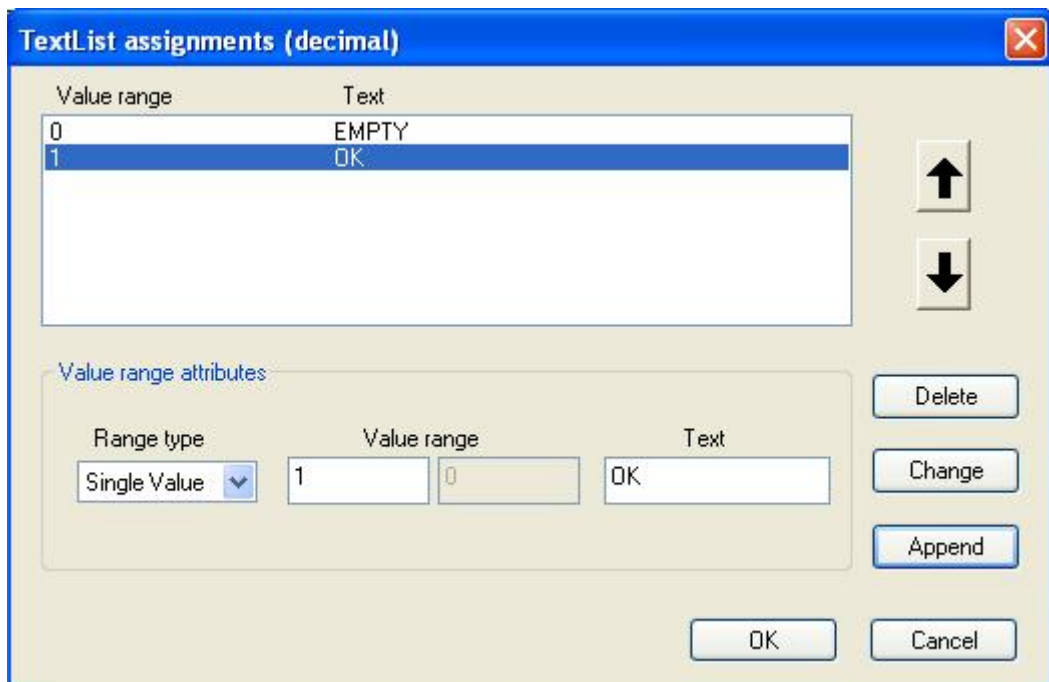 TextList assignments (decimal)
Value range Text
0 EMPTY
1 OK
Value range attributes
Range type Value range Text
Single Value 1 0 OK
Delete
Change
Append
OK Cancel